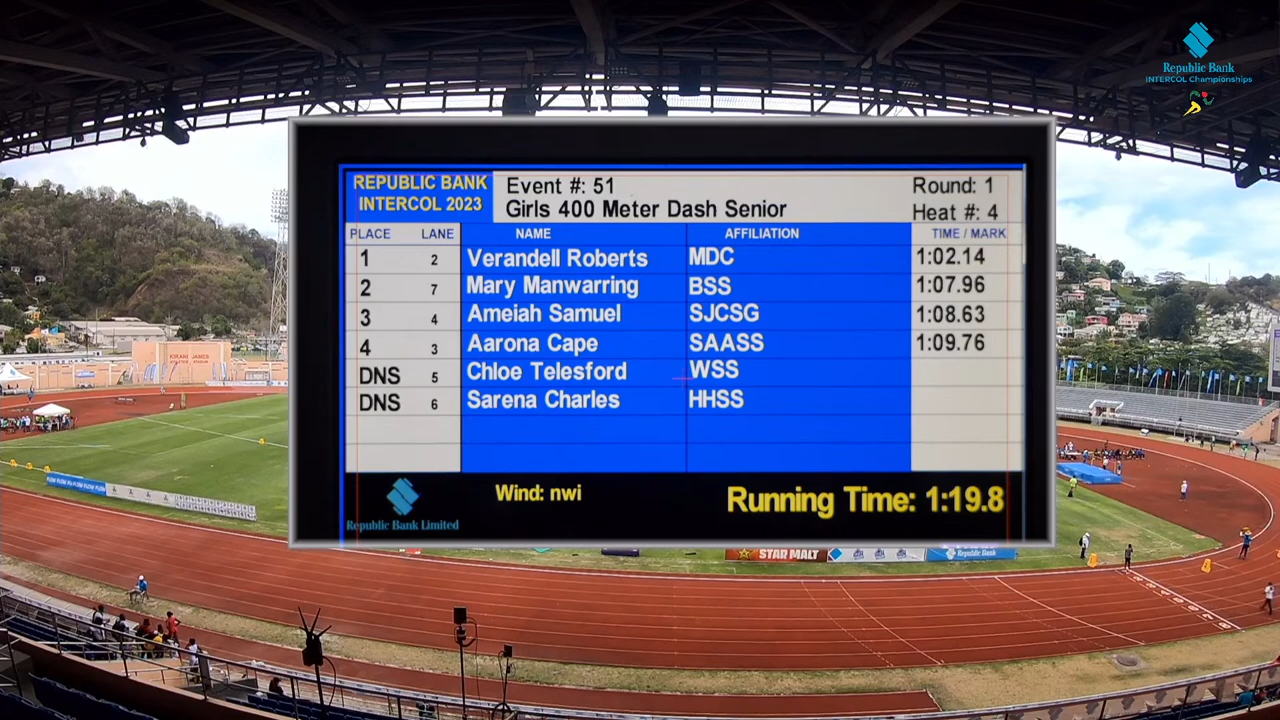 Republic Bank
INTERCOL Championships
REPUBLIC BANK
INTERCOL 2023
Event #: 51
Girls 400 Meter Dash Senior
Round: 1
Heat #: 4
PLACE LANE NAME AFFILIATION TIME / MARK
1 2 Verandell Roberts MDC 1:02.14
2 7 Mary Manwarring BSS 1:07.96
3 4 Ameiah Samuel SJCSG 1:08.63
4 3 Aarona Cape SAASS 1:09.76
DNS 5 Chloe Telesford WSS
DNS 6 Sarena Charles HHSS
Republic Bank Limited
Wind: nwi
Running Time: 1:19.8
KIRANI JAMES
STAR MALT
Republic Bank